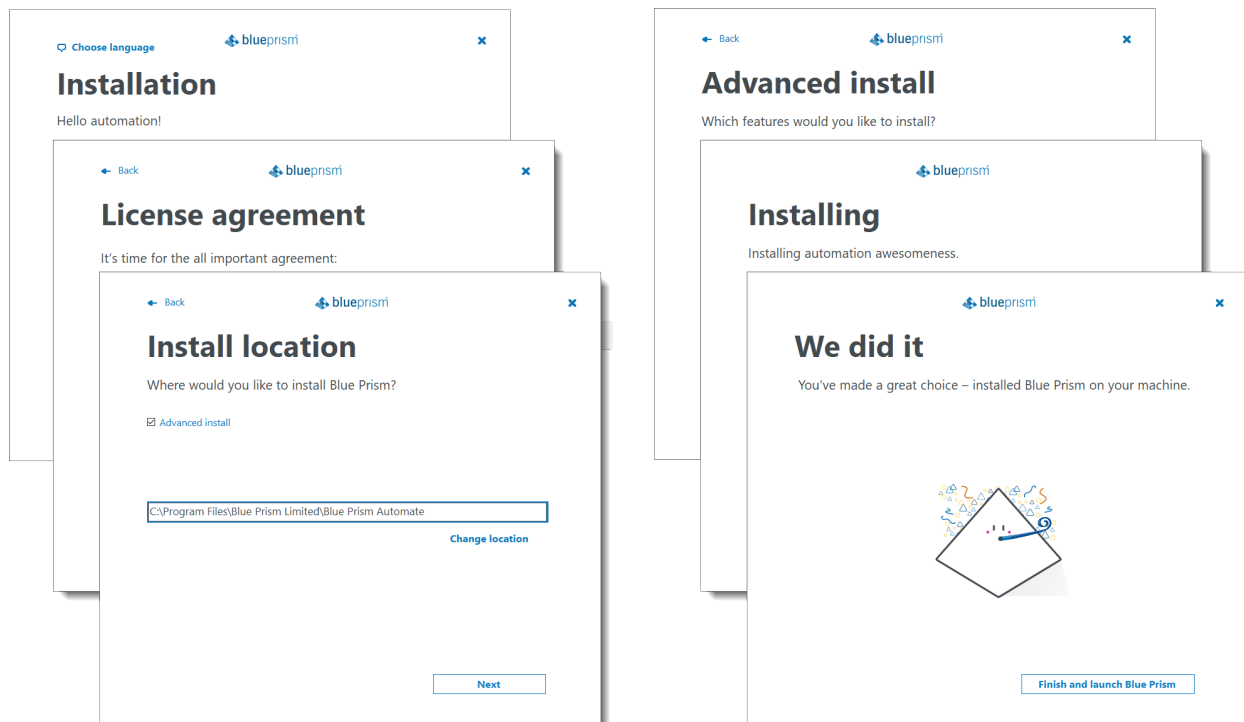 Choose language
blueprism
Installation
Hello automation!
Back
blueprism
License agreement
It's time for the all important agreement:
Back
blueprism
Install location
Where would you like to install Blue Prism?
Advanced install
C:\Program Files\Blue Prism Limited\Blue Prism Automate
Change location
Next
Back
blueprism
Advanced install
Which features would you like to install?
blueprism
Installing
Installing automation awesomeness.
blueprism
We did it
You've made a great choice – installed Blue Prism on your machine.
Finish and launch Blue Prism